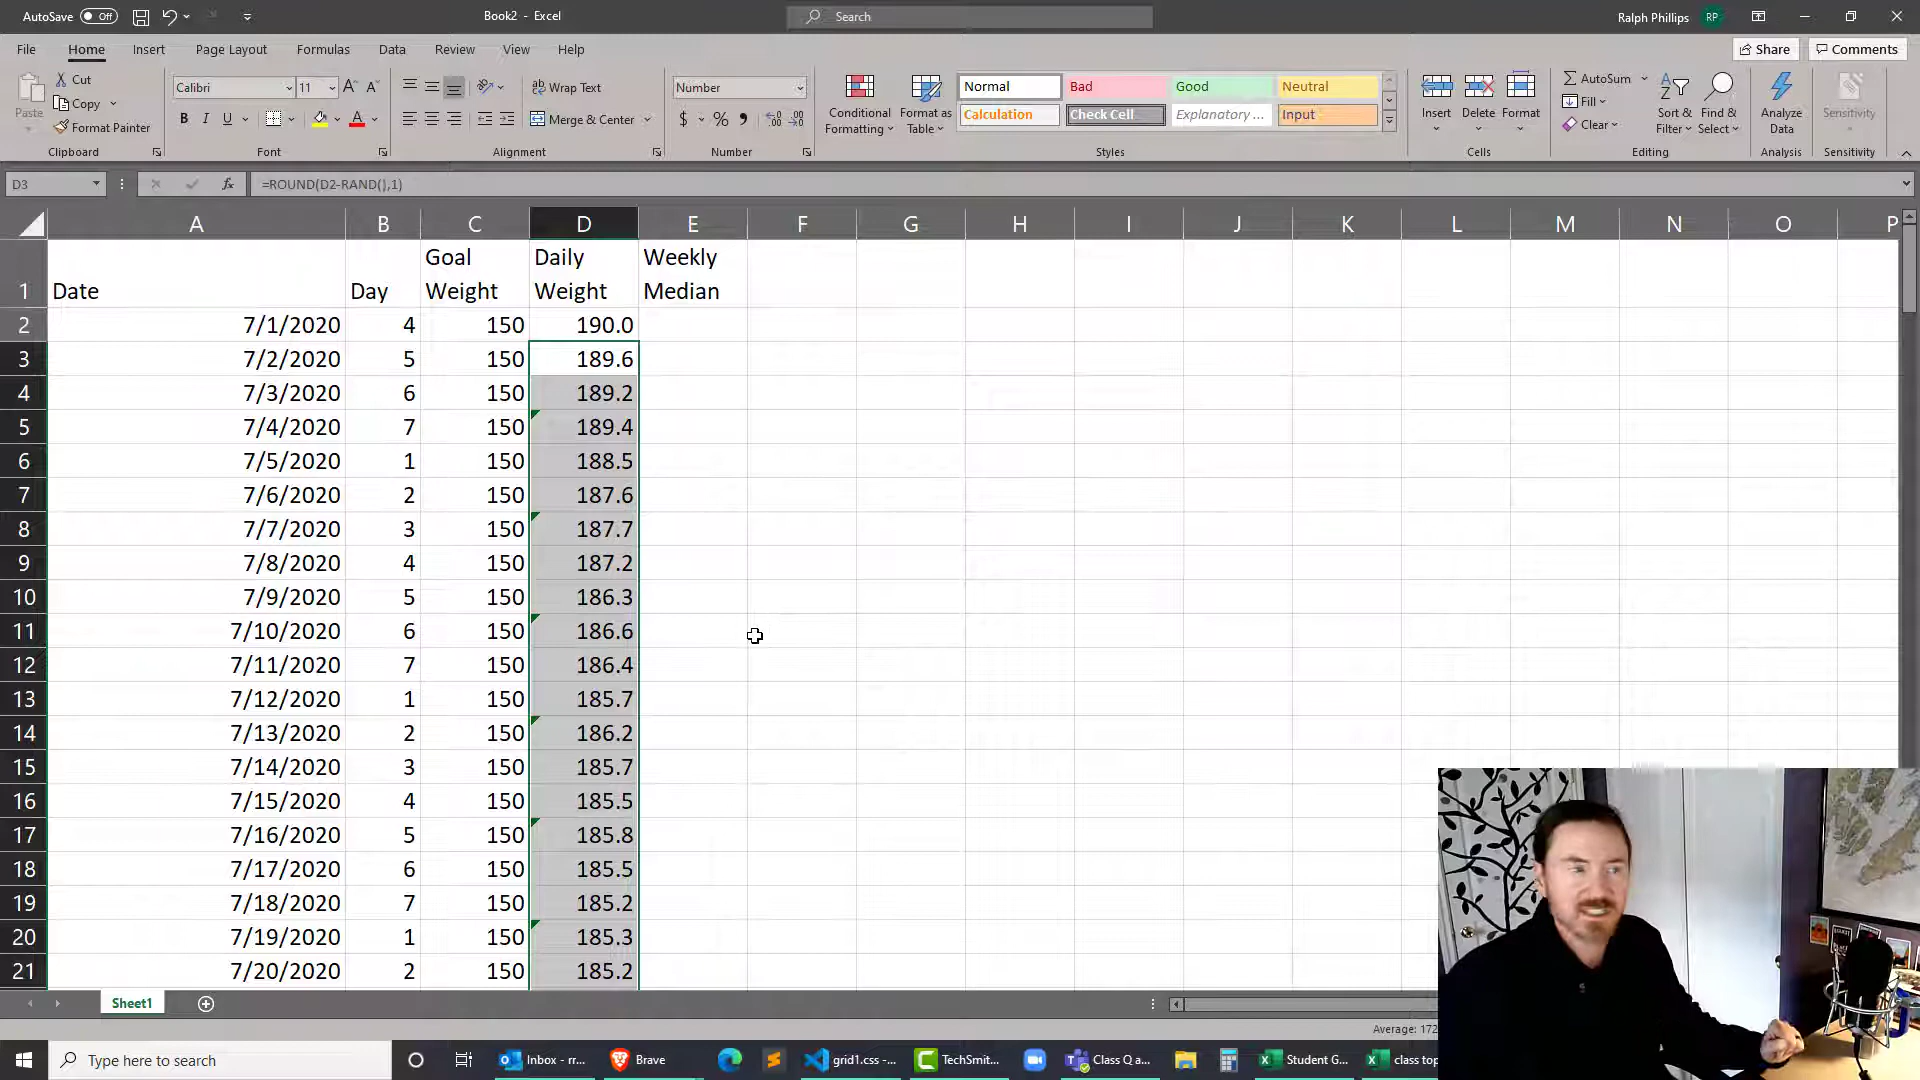 AutoSave Off
Book2 - Excel
Search
Ralph Phillips RP
File Home Insert Page Layout Formulas Data Review View Help
Share Comments
Paste
Cut
Copy
Format Painter
Clipboard
Calibri 11
B I U
Font
Wrap Text
Merge & Center
Alignment
Number
$ % 9
Number
Conditional Formatting
Format as Table
Normal Bad Good Neutral
Calculation Check Cell Explanatory ... Input
Styles
Insert Delete Format
Cells
AutoSum
Fill
Clear
Sort & Filter
Find & Select
Editing
Analyze Data
Analysis
Sensitivity
Sensitivity
D3 fx =ROUND(D2-RAND(),1)
A B C D E F G H I J K L M N O P
1 Date Day Goal Weight Daily Weight Weekly Median
2 7/1/2020 4 150 190.0
3 7/2/2020 5 150 189.6
4 7/3/2020 6 150 189.2
5 7/4/2020 7 150 189.4
6 7/5/2020 1 150 188.5
7 7/6/2020 2 150 187.6
8 7/7/2020 3 150 187.7
9 7/8/2020 4 150 187.2
10 7/9/2020 5 150 186.3
11 7/10/2020 6 150 186.6
12 7/11/2020 7 150 186.4
13 7/12/2020 1 150 185.7
14 7/13/2020 2 150 186.2
15 7/14/2020 3 150 185.7
16 7/15/2020 4 150 185.5
17 7/16/2020 5 150 185.8
18 7/17/2020 6 150 185.5
19 7/18/2020 7 150 185.2
20 7/19/2020 1 150 185.3
21 7/20/2020 2 150 185.2
Sheet1
Average: 172
Type here to search
Inbox - rr...
Brave
grid1.css -...
TechSmit...
Class Q a...
Student G...
class top